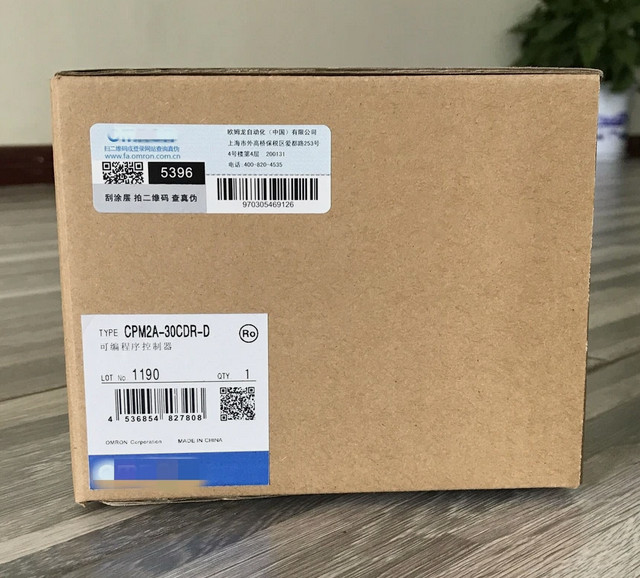 扫二维码或登录网站查询真伪
www.fa.omron.com.cn
5396
刮涂层 拍二维码 查真伪
欧姆龙自动化（中国）有限公司
上海市外高桥保税区爱都路253号
4号楼第4层 200131
电话:400-820-4535
970305469126
TYPE CPM2A-30CDR-D
Ro
可编程序控制器
LOT No 1190 QTY 1
4 536854 827808
OMRON Corporation MADE IN CHINA